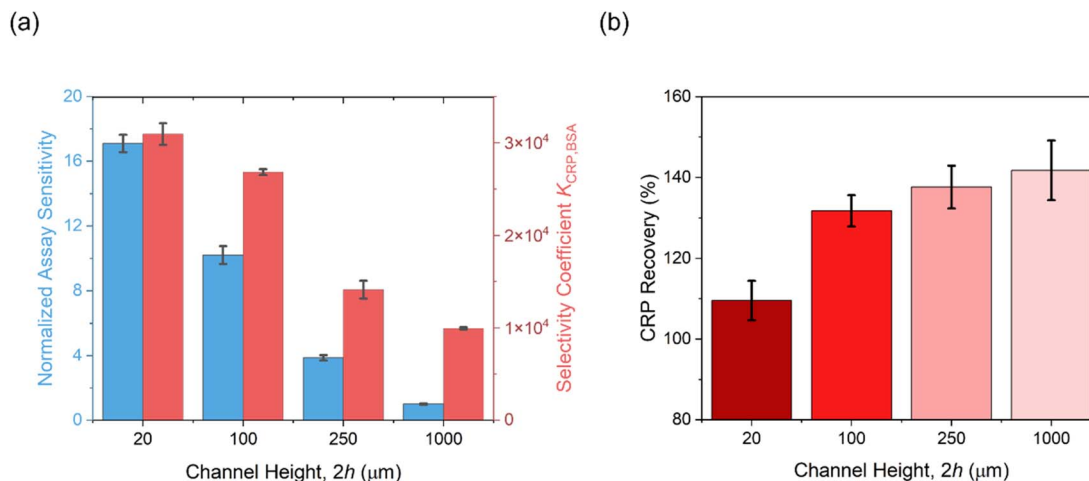 (a)
20
16
12
8
4
0
Normalized Assay Sensitivity
3×10⁴
2×10⁴
1×10⁴
0
Selectivity Coefficient K_CRP,BSA
20 100 250 1000
Channel Height, 2h (μm)
(b)
160
140
120
100
80
CRP Recovery (%)
20 100 250 1000
Channel Height, 2h (μm)